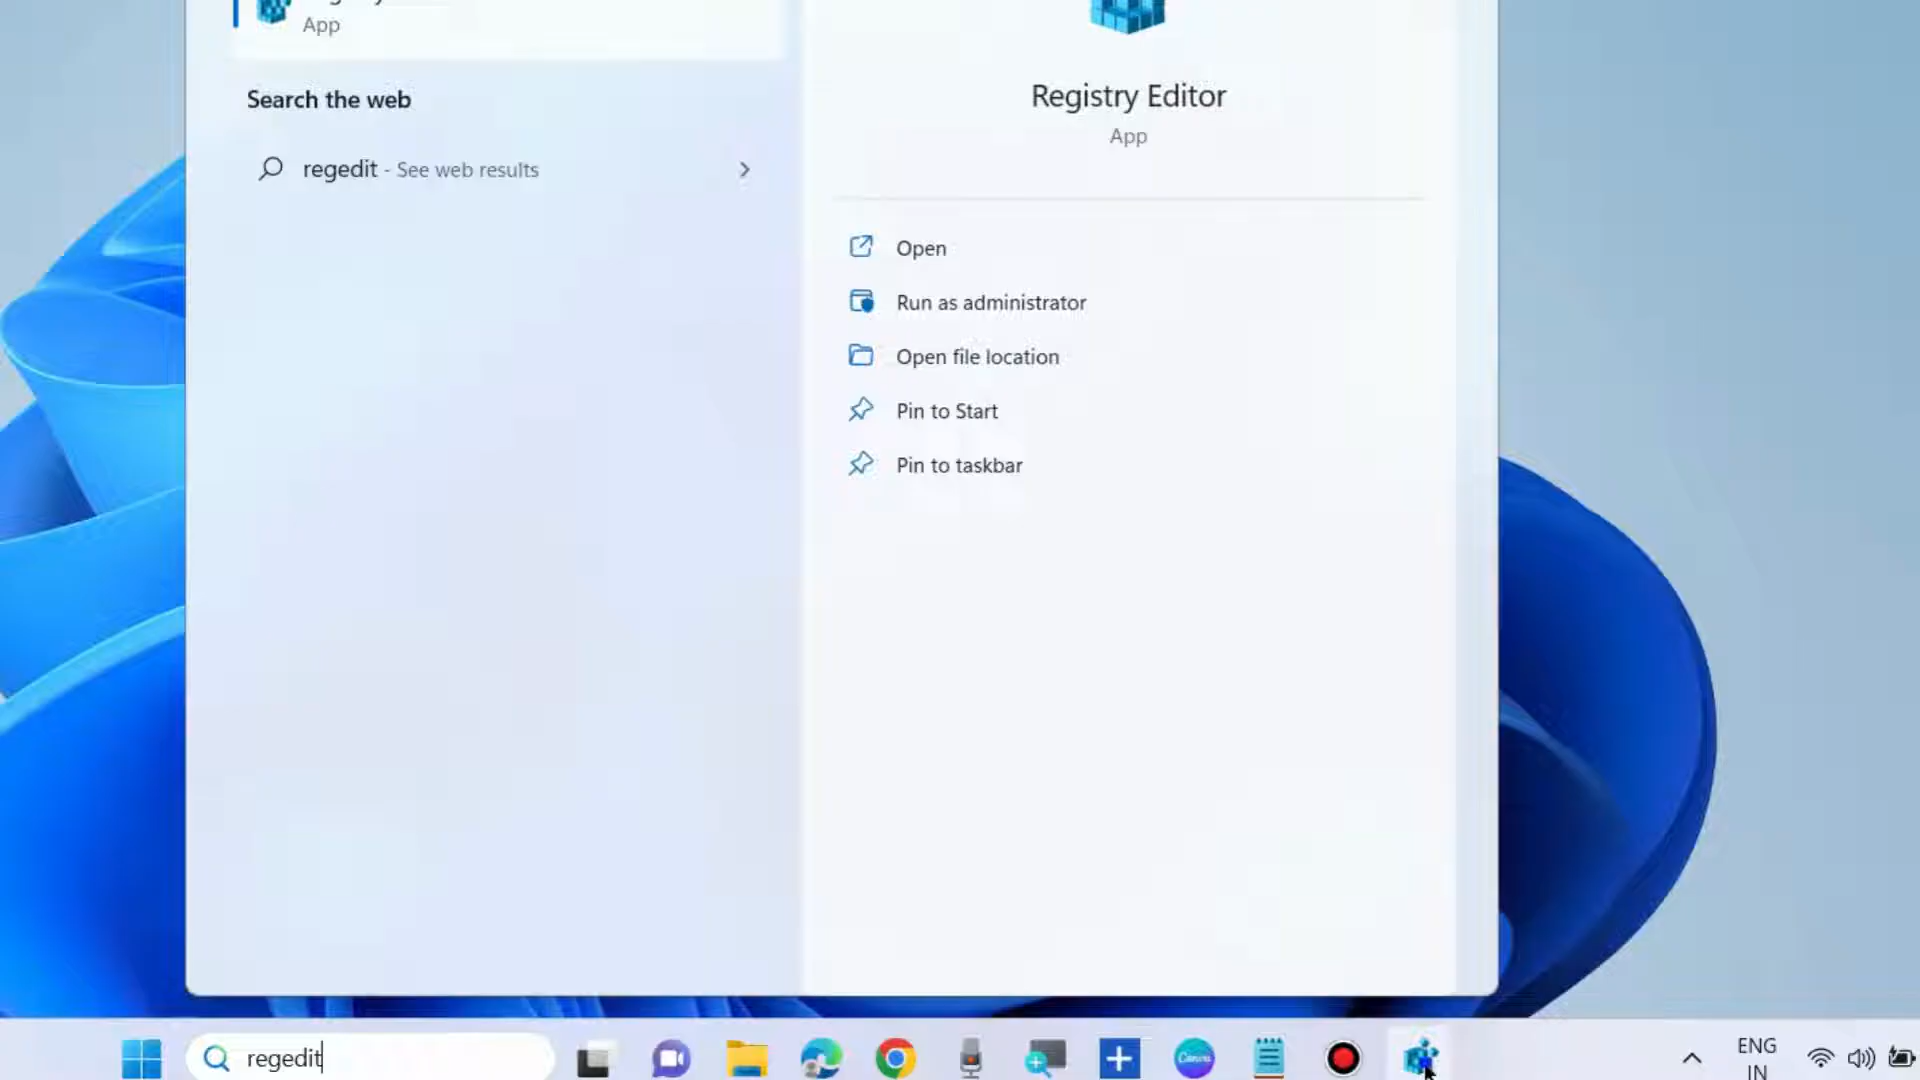 App
Search the web
regedit - See web results
Registry Editor
App
Open
Run as administrator
Open file location
Pin to Start
Pin to taskbar
regedit
Canva
ENG
IN